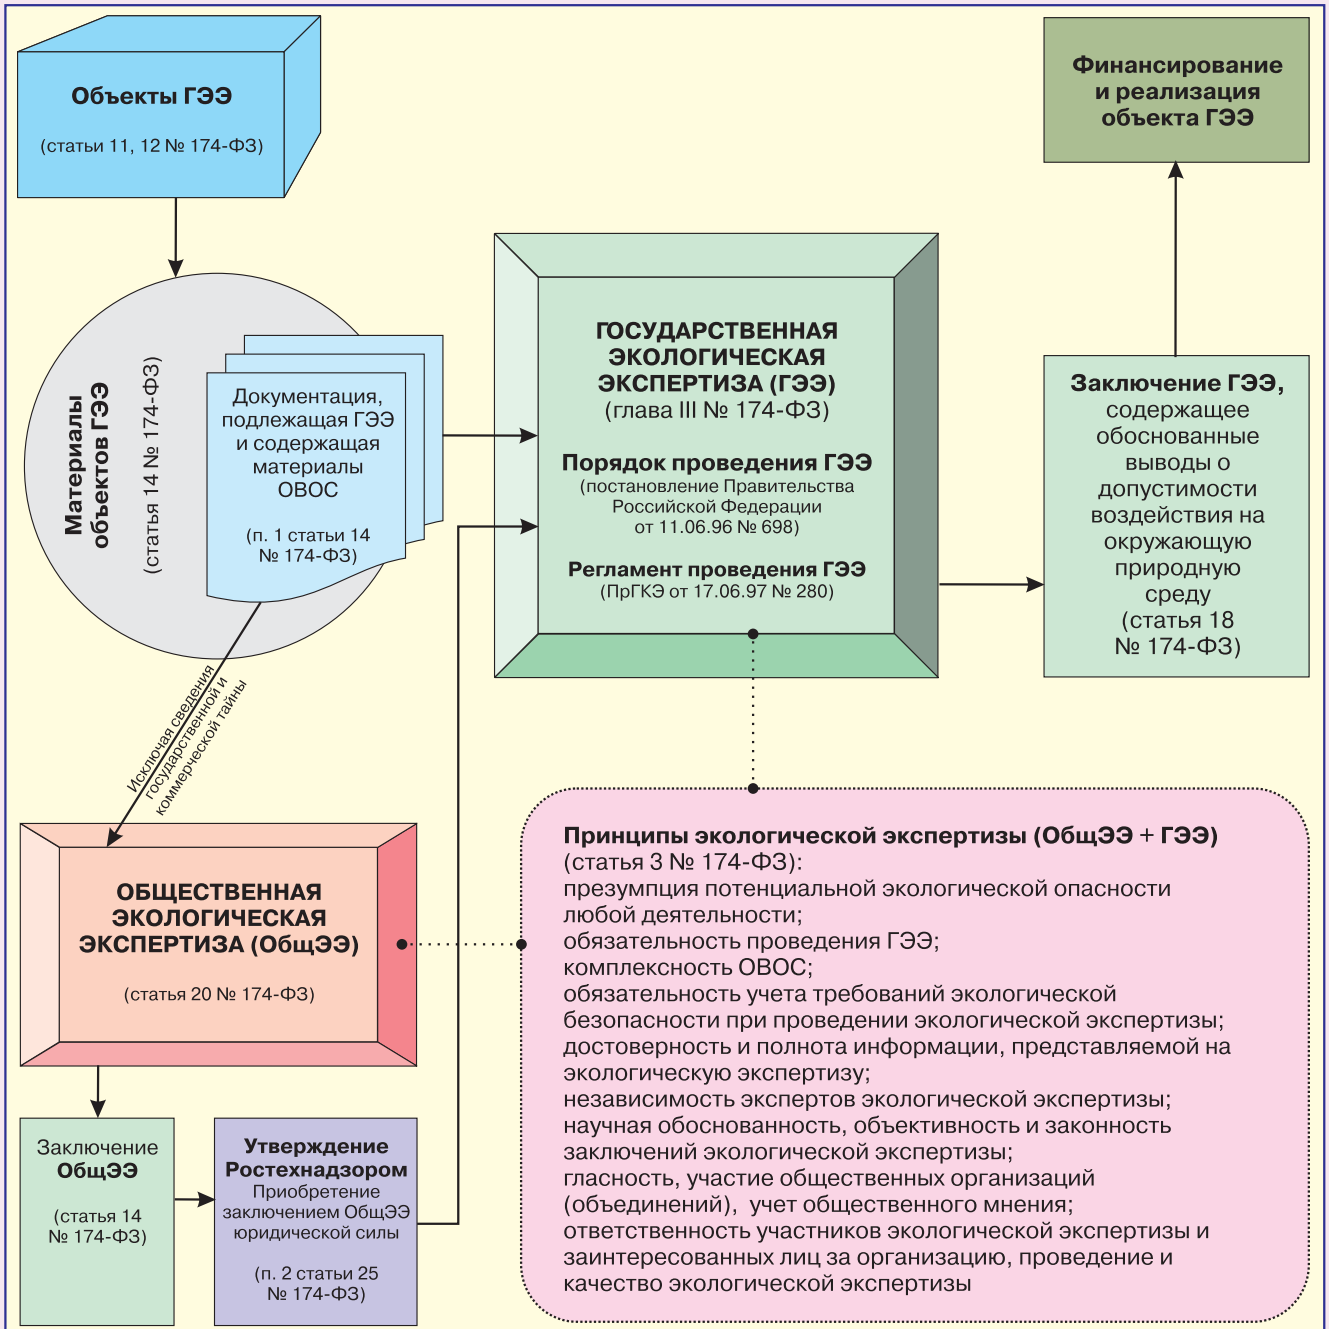 Объекты ГЭЭ
(статьи 11, 12 № 174-ФЗ)
Финансирование
и реализация
объекта ГЭЭ
Материалы
объектов ГЭЭ
(статья 14 № 174-ФЗ)
Документация,
подлежащая ГЭЭ
и содержащая
материалы
ОВОС
(п. 1 статьи 14
№ 174-ФЗ)
ГОСУДАРСТВЕННАЯ
ЭКОЛОГИЧЕСКАЯ
ЭКСПЕРТИЗА (ГЭЭ)
(глава III № 174-ФЗ)
Порядок проведения ГЭЭ
(постановление Правительства
Российской Федерации
от 11.06.96 № 698)
Регламент проведения ГЭЭ
(ПрГКЭ от 17.06.97 № 280)
Заключение ГЭЭ,
содержащее
обоснованные
выводы о
допустимости
воздействия на
окружающую
природную
среду
(статья 18
№ 174-ФЗ)
Исключая сведения
государственной и
коммерческой тайны
ОБЩЕСТВЕННАЯ
ЭКОЛОГИЧЕСКАЯ
ЭКСПЕРТИЗА (ОбщЭЭ)
(статья 20 № 174-ФЗ)
Заключение
ОбщЭЭ
(статья 14
№ 174-ФЗ)
Утверждение
Ростехнадзором
Приобретение
заключением ОбщЭЭ
юридической силы
(п. 2 статьи 25
№ 174-ФЗ)
Принципы экологической экспертизы (ОбщЭЭ + ГЭЭ)
(статья 3 № 174-ФЗ):
презумпция потенциальной экологической опасности
любой деятельности;
обязательность проведения ГЭЭ;
комплексность ОВОС;
обязательность учета требований экологической
безопасности при проведении экологической экспертизы;
достоверность и полнота информации, представляемой на
экологическую экспертизу;
независимость экспертов экологической экспертизы;
научная обоснованность, объективность и законность
заключений экологической экспертизы;
гласность, участие общественных организаций
(объединений), учет общественного мнения;
ответственность участников экологической экспертизы и
заинтересованных лиц за организацию, проведение и
качество экологической экспертизы